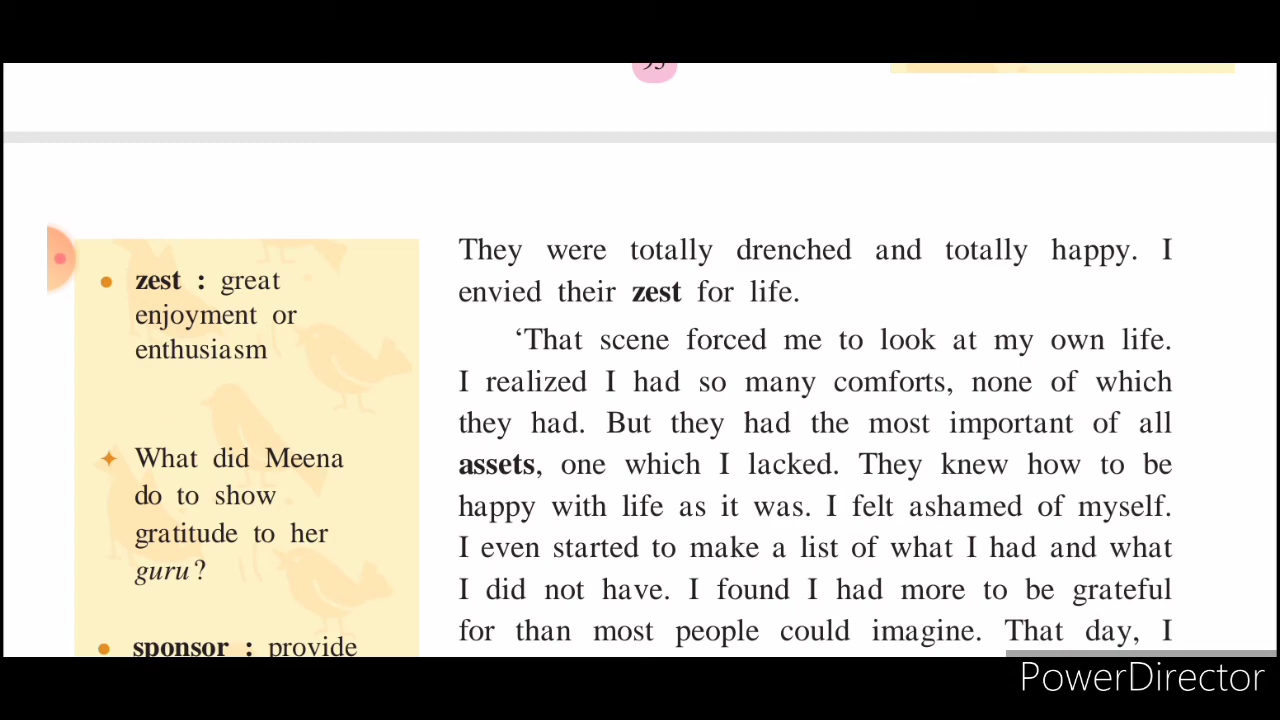 zest : great
enjoyment or
enthusiasm
What did Meena
do to show
gratitude to her
guru?
sponsor : provide
They were totally drenched and totally happy. I
envied their zest for life.
‘That scene forced me to look at my own life.
I realized I had so many comforts, none of which
they had. But they had the most important of all
assets, one which I lacked. They knew how to be
happy with life as it was. I felt ashamed of myself.
I even started to make a list of what I had and what
I did not have. I found I had more to be grateful
for than most people could imagine. That day, I
PowerDirector